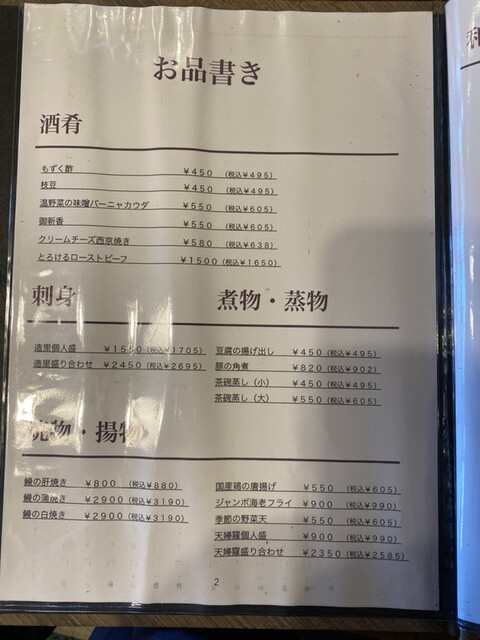 お品書き
酒肴
もずく酢 ¥450 (税込¥495)
枝豆 ¥450 (税込¥495)
温野菜の味噌バーニャカウダ ¥550 (税込¥605)
御新香 ¥550 (税込¥605)
クリームチーズ西京焼き ¥580 (税込¥638)
とろけるローストビーフ ¥1500 (税込¥1650)
刺身
造里個人盛 ¥1550 (税込¥1705)
造里盛り合わせ ¥2450 (税込¥2695)
煮物・蒸物
豆腐の揚げ出し ¥450 (税込¥495)
豚の角煮 ¥820 (税込¥902)
茶碗蒸し（小） ¥450 (税込¥495)
茶碗蒸し（大） ¥550 (税込¥605)
焼物・揚物
鰻の肝焼き ¥800 (税込¥880)
鰻の蒲焼き ¥2900 (税込¥3190)
鰻の白焼き ¥2900 (税込¥3190)
国産鶏の唐揚げ ¥550 (税込¥605)
ジャンボ海老フライ ¥900 (税込¥990)
季節の野菜天 ¥550 (税込¥605)
天婦羅個人盛 ¥900 (税込¥990)
天婦羅盛り合わせ ¥2350 (税込¥2585)
2